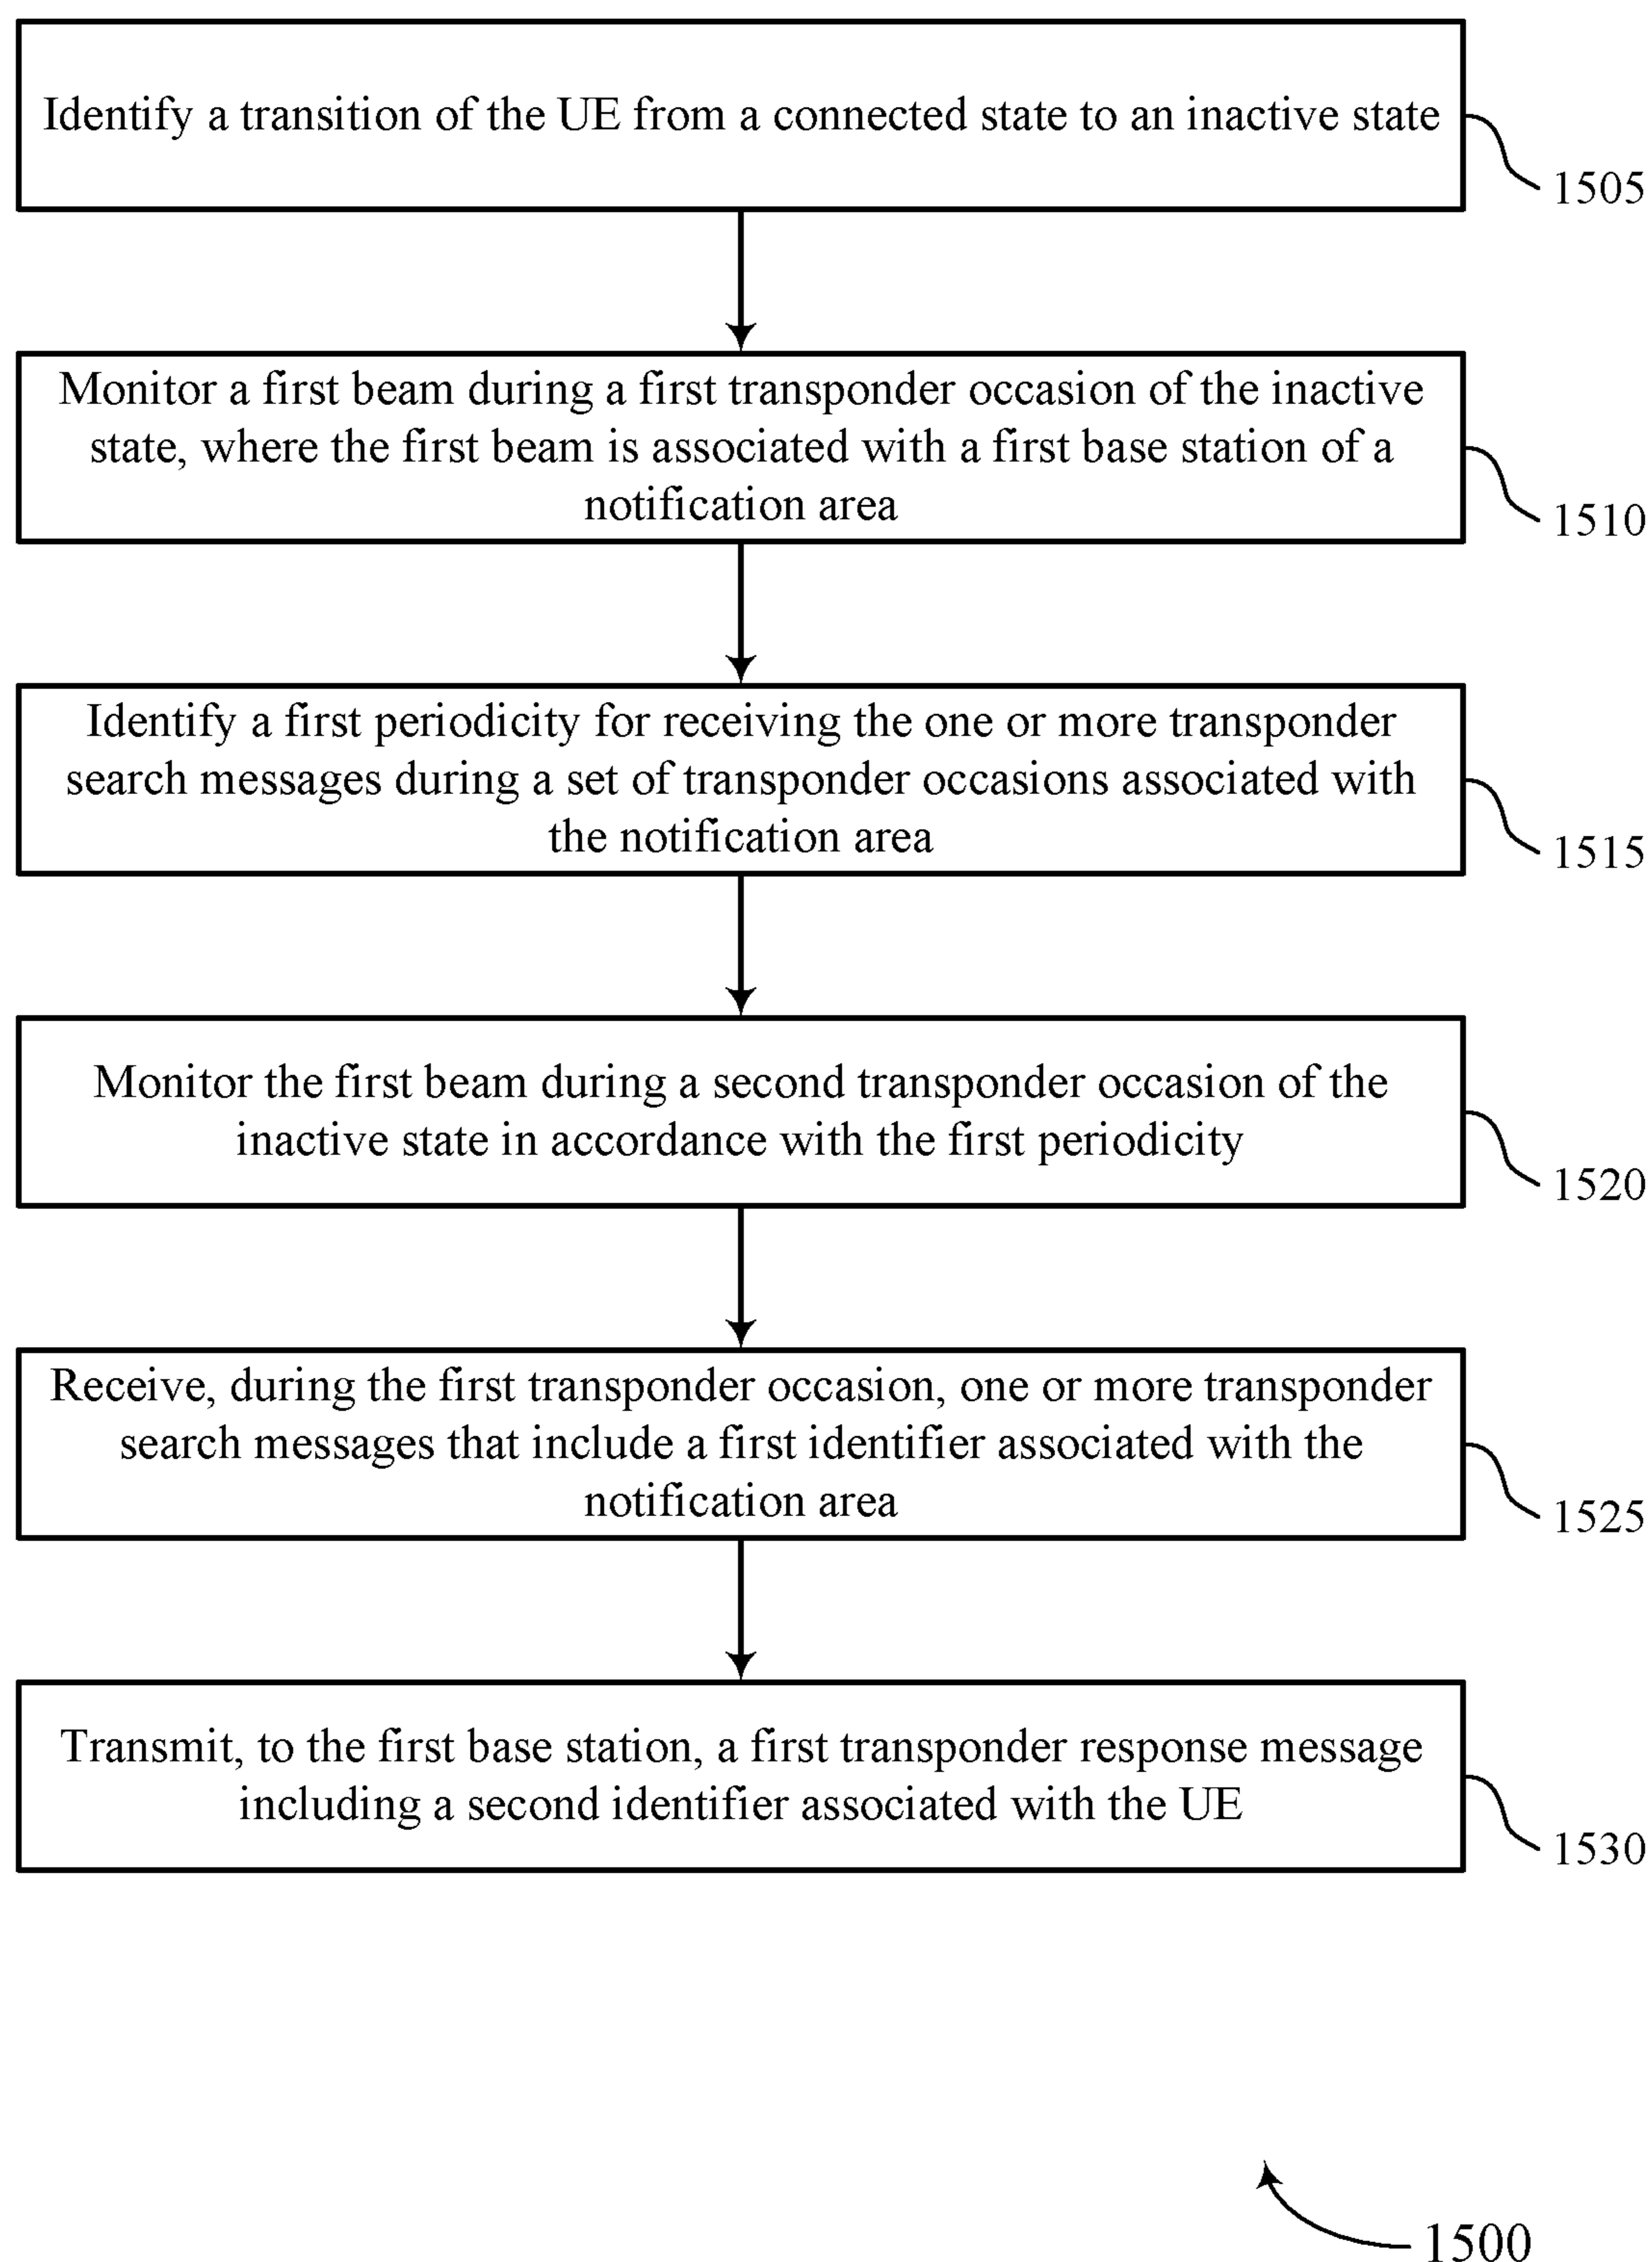 Identify a transition of the UE from a connected state to an inactive state
1505
Monitor a first beam during a first transponder occasion of the inactive
state, where the first beam is associated with a first base station of a
notification area
1510
Identify a first periodicity for receiving the one or more transponder
search messages during a set of transponder occasions associated with
the notification area
1515
Monitor the first beam during a second transponder occasion of the
inactive state in accordance with the first periodicity
1520
Receive, during the first transponder occasion, one or more transponder
search messages that include a first identifier associated with the
notification area
1525
Transmit, to the first base station, a first transponder response message
including a second identifier associated with the UE
1530
1500